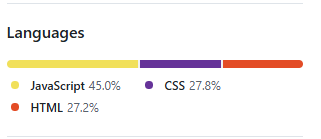 Languages
JavaScript 45.0% CSS 27.8%
HTML 27.2%